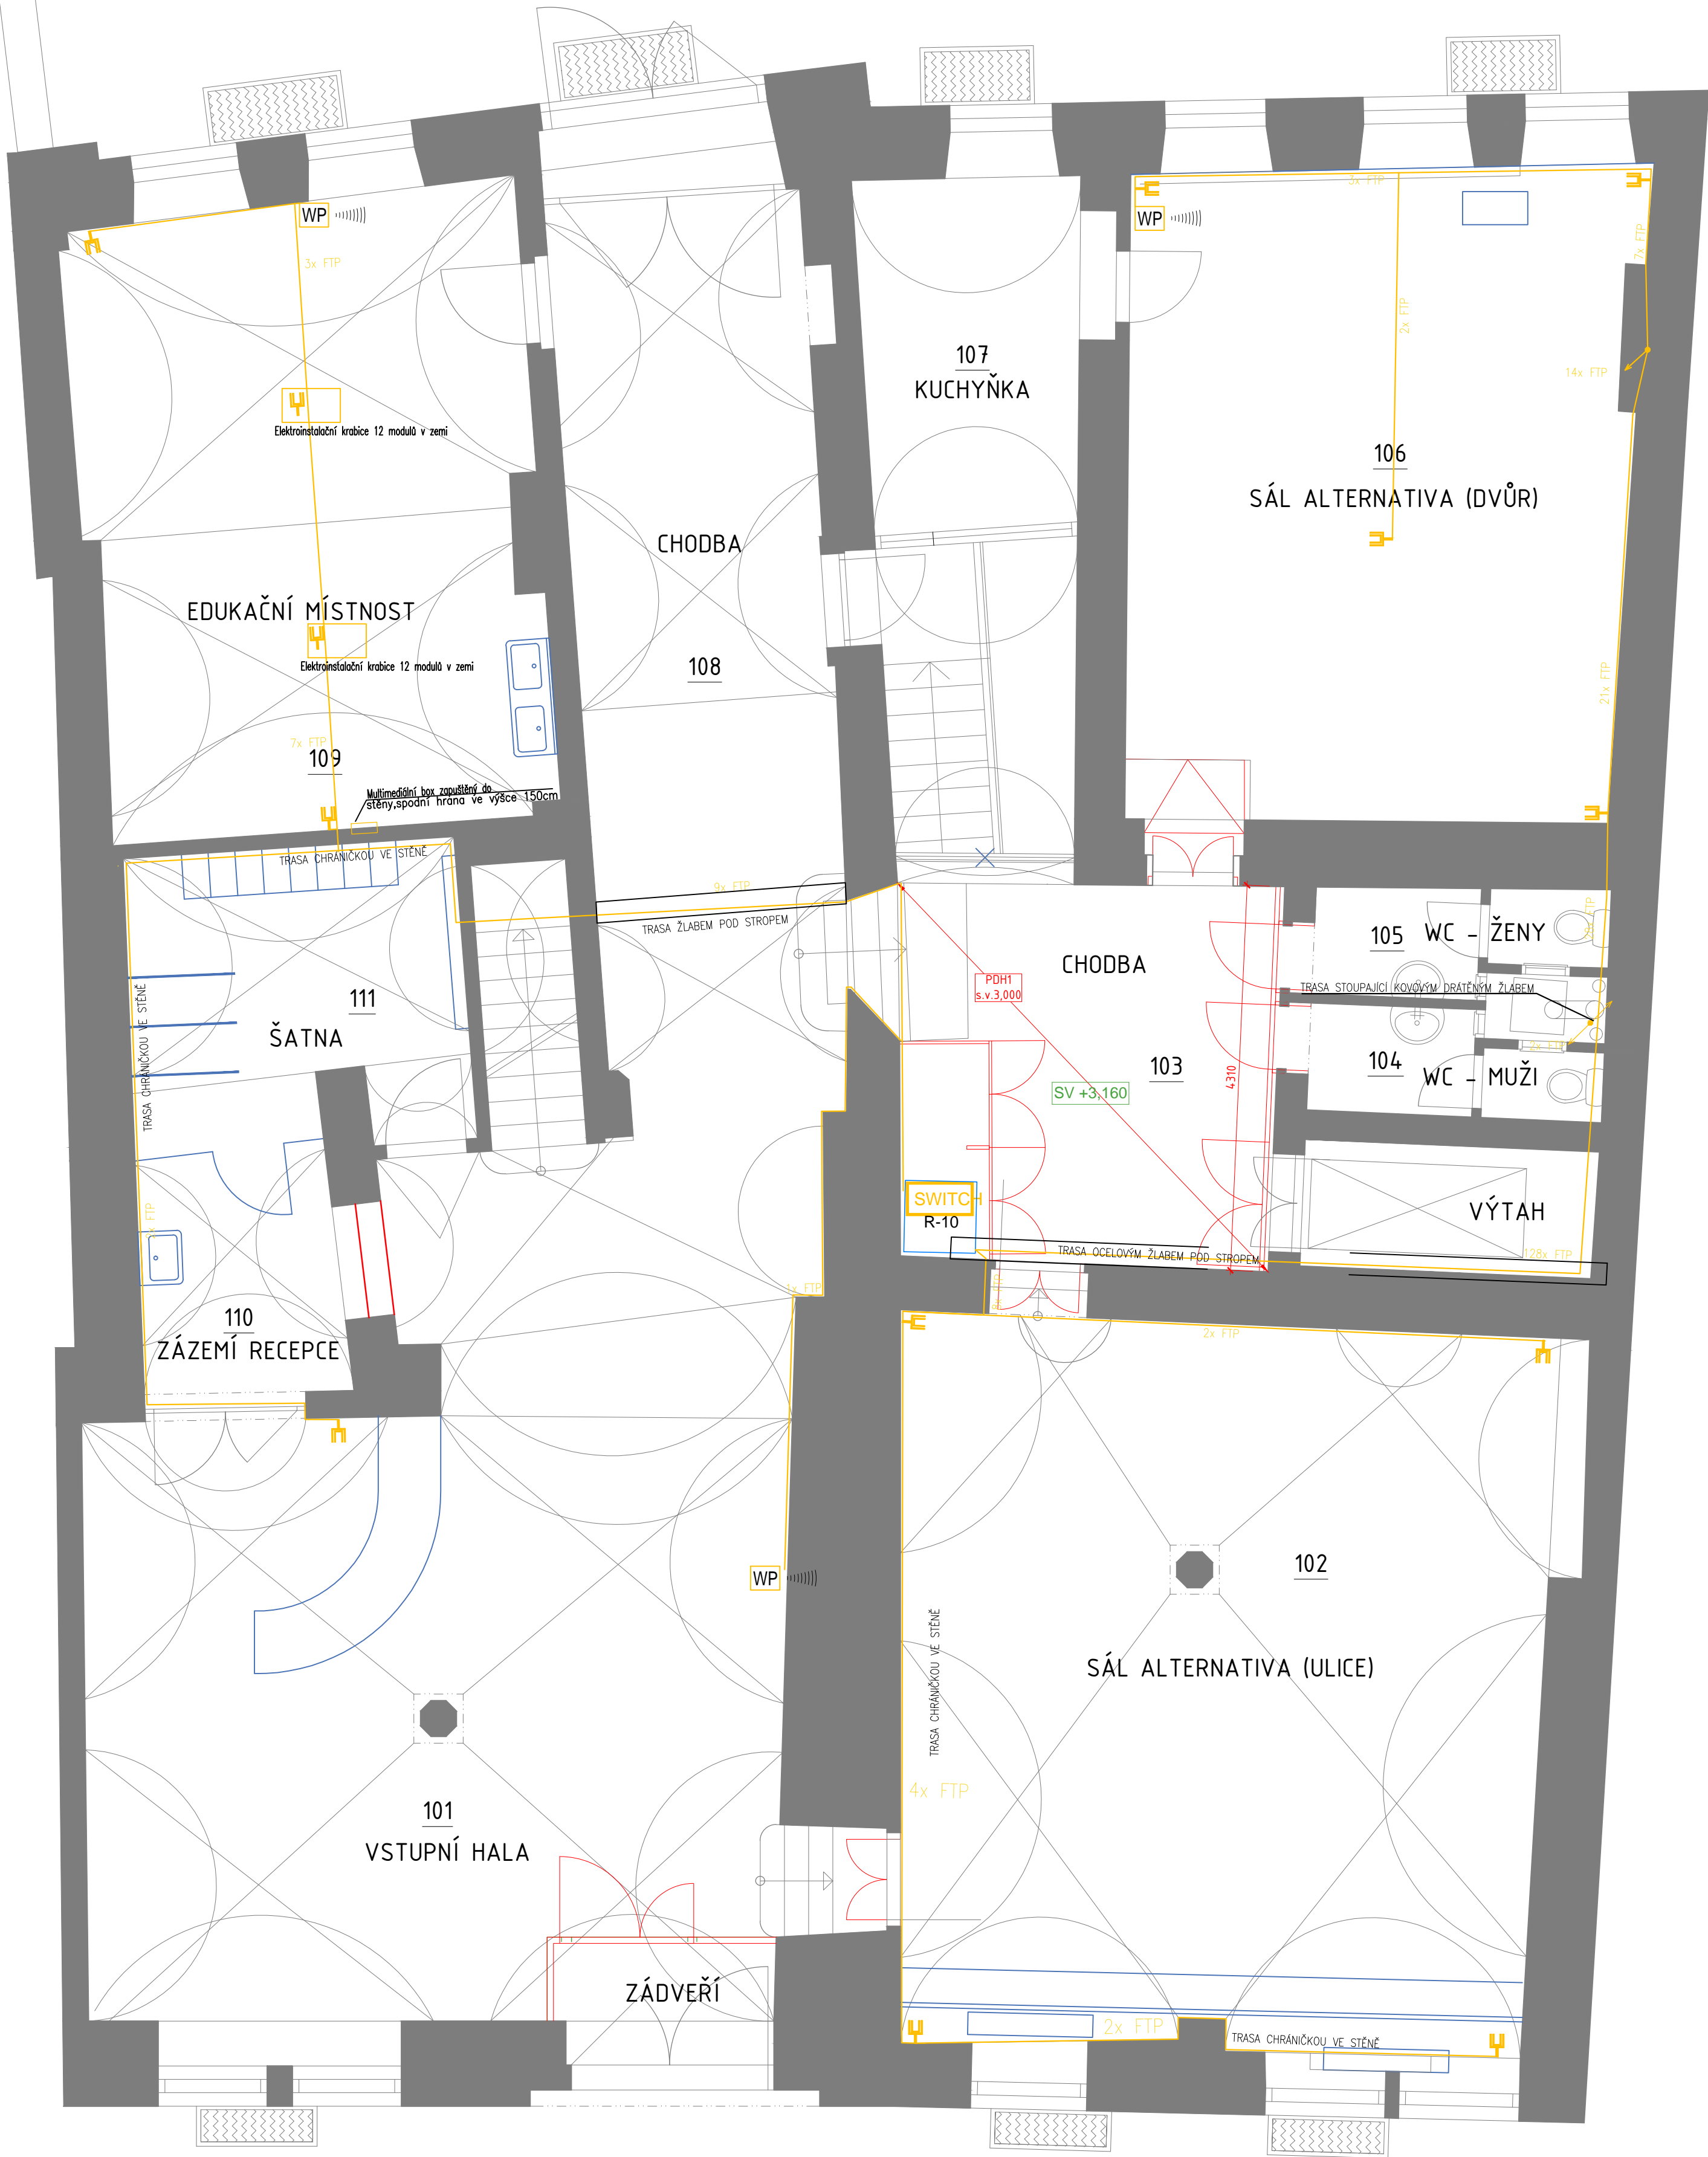 WP
3x FTP
WP
3x FTP
7x FTP
2x FTP
14x FTP
107
KUCHYŇKA
Elektroinstalační krabice 12 modulů v zemi
106
SÁL ALTERNATIVA (DVŮR)
CHODBA
108
EDUKAČNÍ MÍSTNOST
Elektroinstalační krabice 12 modulů v zemi
21x FTP
7x FTP
109
Multimediální box zapuštěný do
stěny,spodní hrana ve výšce 150cm
TRASA CHRÁNIČKOU VE STĚNĚ
9x FTP
TRASA ŽLABEM POD STROPEM
105
WC - ŽENY
CHODBA
PDH1
s.v.3,000
TRASA STOUPAJÍCÍ KOVOVÝM DRÁTĚNÝM ŽLABEM
111
ŠATNA
TRASA CHRÁNIČKOU VE STĚNĚ
103
104
WC - MUŽI
4310
SV +3,160
SWITCH
R-10
VÝTAH
TRASA OCELOVÝM ŽLABEM POD STROPEM
128x FTP
1x FTP
110
ZÁZEMÍ RECEPCE
2x FTP
WP
102
SÁL ALTERNATIVA (ULICE)
TRASA CHRÁNIČKOU VE STĚNĚ
4x FTP
101
VSTUPNÍ HALA
ZÁDVEŘÍ
2x FTP
TRASA CHRÁNIČKOU VE STĚNĚ